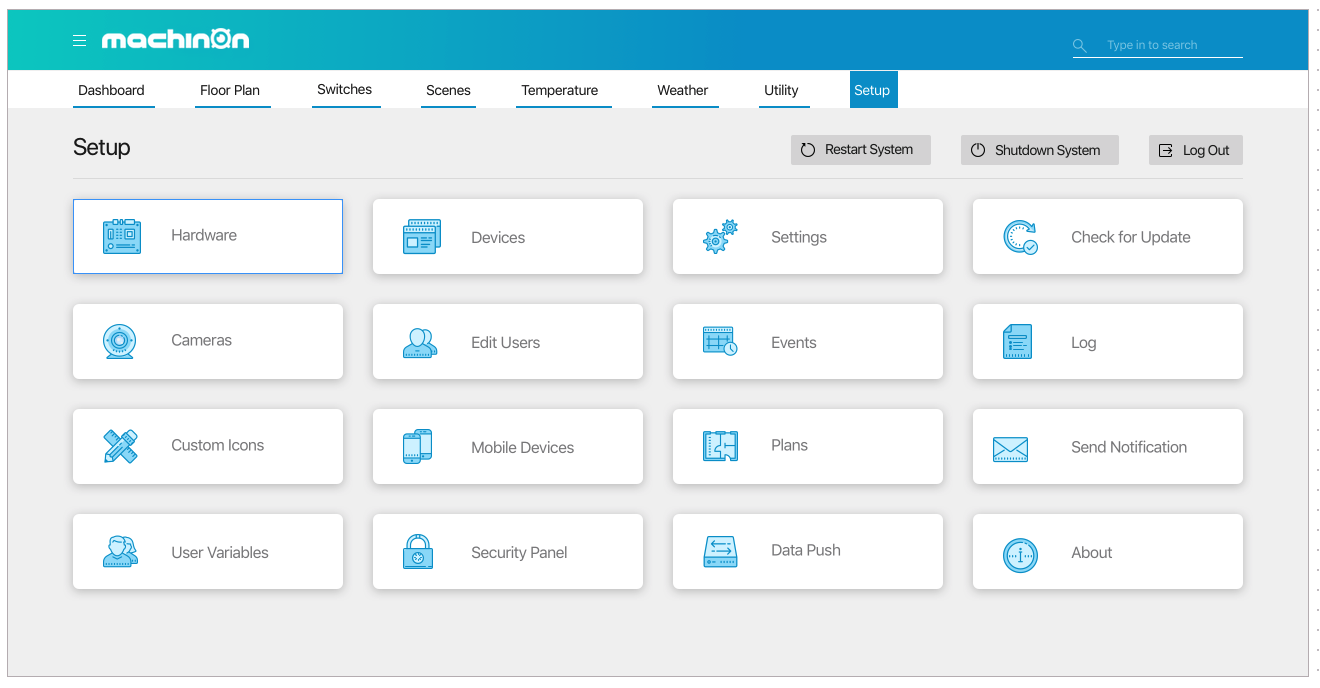 machinon
Type in to search
Dashboard Floor Plan Switches Scenes Temperature Weather Utility Setup
Setup Restart System Shutdown System Log Out
Hardware Devices Settings Check for Update
Cameras Edit Users Events Log
Custom Icons Mobile Devices Plans Send Notification
User Variables Security Panel Data Push About